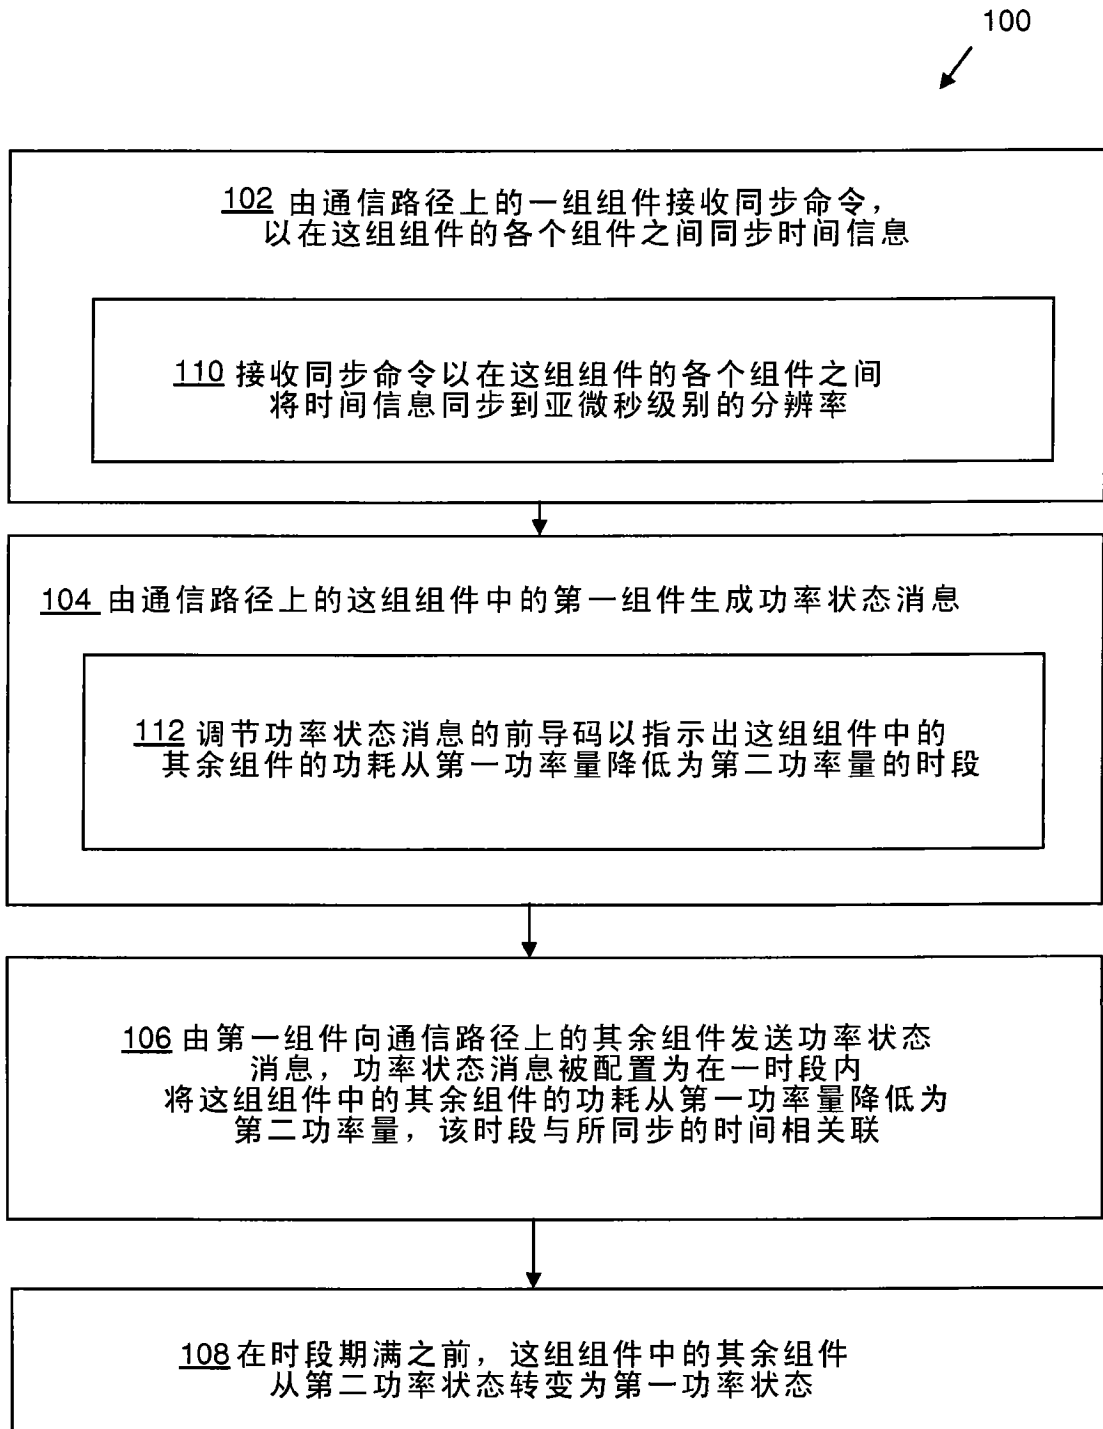 100
102 由通信路径上的一组组件接收同步命令，
以在这组组件的各个组件之间同步时间信息
110 接收同步命令以在这组组件的各个组件之间
将时间信息同步到亚微秒级别的分辨率
104 由通信路径上的这组组件中的第一组件生成功率状态消息
112 调节功率状态消息的前导码以指示出这组组件中的
其余组件的功耗从第一功率量降低为第二功率量的时段
106 由第一组件向通信路径上的其余组件发送功率状态
消息，功率状态消息被配置为在一时段内
将这组组件中的其余组件的功耗从第一功率量降低为
第二功率量，该时段与所同步的时间相关联
108 在时段期满之前，这组组件中的其余组件
从第二功率状态转变为第一功率状态